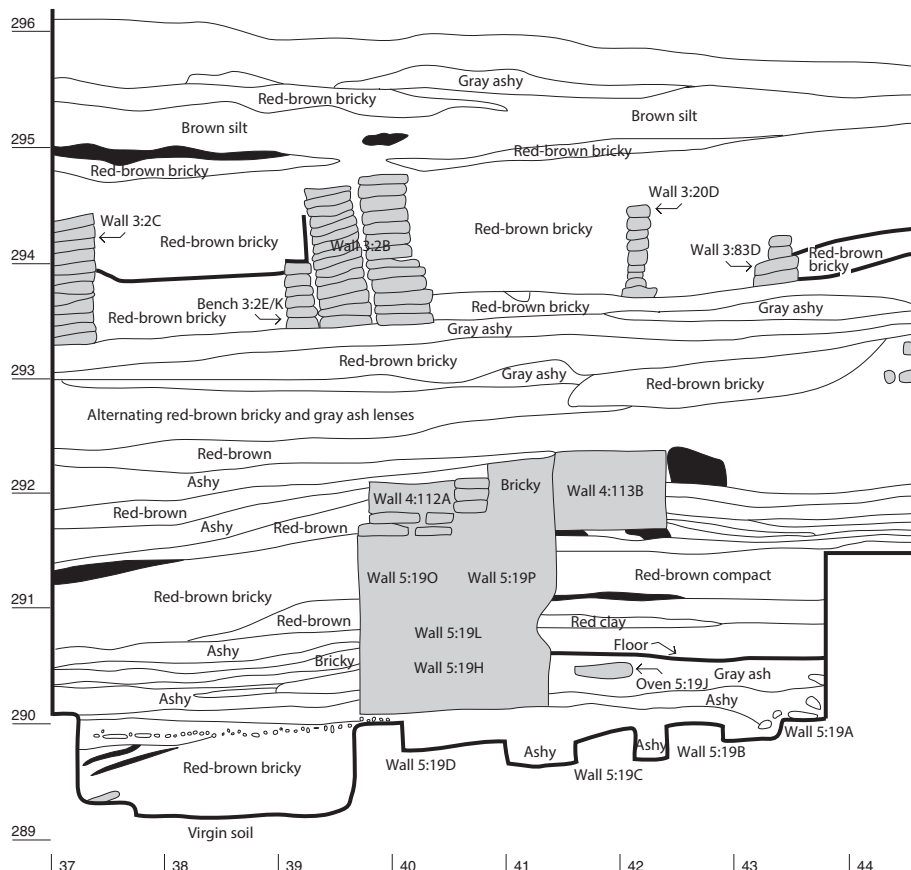 296
Gray ashy
Red-brown bricky
Brown silt
Brown silt
295
Red-brown bricky
Red-brown bricky
Wall 3:20D
Wall 3:2C
Red-brown bricky
Red-brown bricky
Wall 3:2B
Wall 3:83D
Red-brown
bricky
294
Bench 3:2E/K
Red-brown bricky
Red-brown bricky
Gray ashy
Gray ashy
293
Red-brown bricky
Gray ashy
Red-brown bricky
Alternating red-brown bricky and gray ash lenses
Red-brown
Ashy
Bricky
Wall 4:113B
292
Wall 4:112A
Red-brown
Ashy
Red-brown
Wall 5:19O
Wall 5:19P
Red-brown compact
291
Red-brown bricky
Red-brown
Red clay
Wall 5:19L
Floor
Ashy
Bricky
Wall 5:19H
Gray ash
Oven 5:19J
Ashy
Ashy
290
Wall 5:19A
Ashy
Ashy
Wall 5:19B
Wall 5:19D
Red-brown bricky
Wall 5:19C
Virgin soil
289
37 38 39 40 41 42 43 44